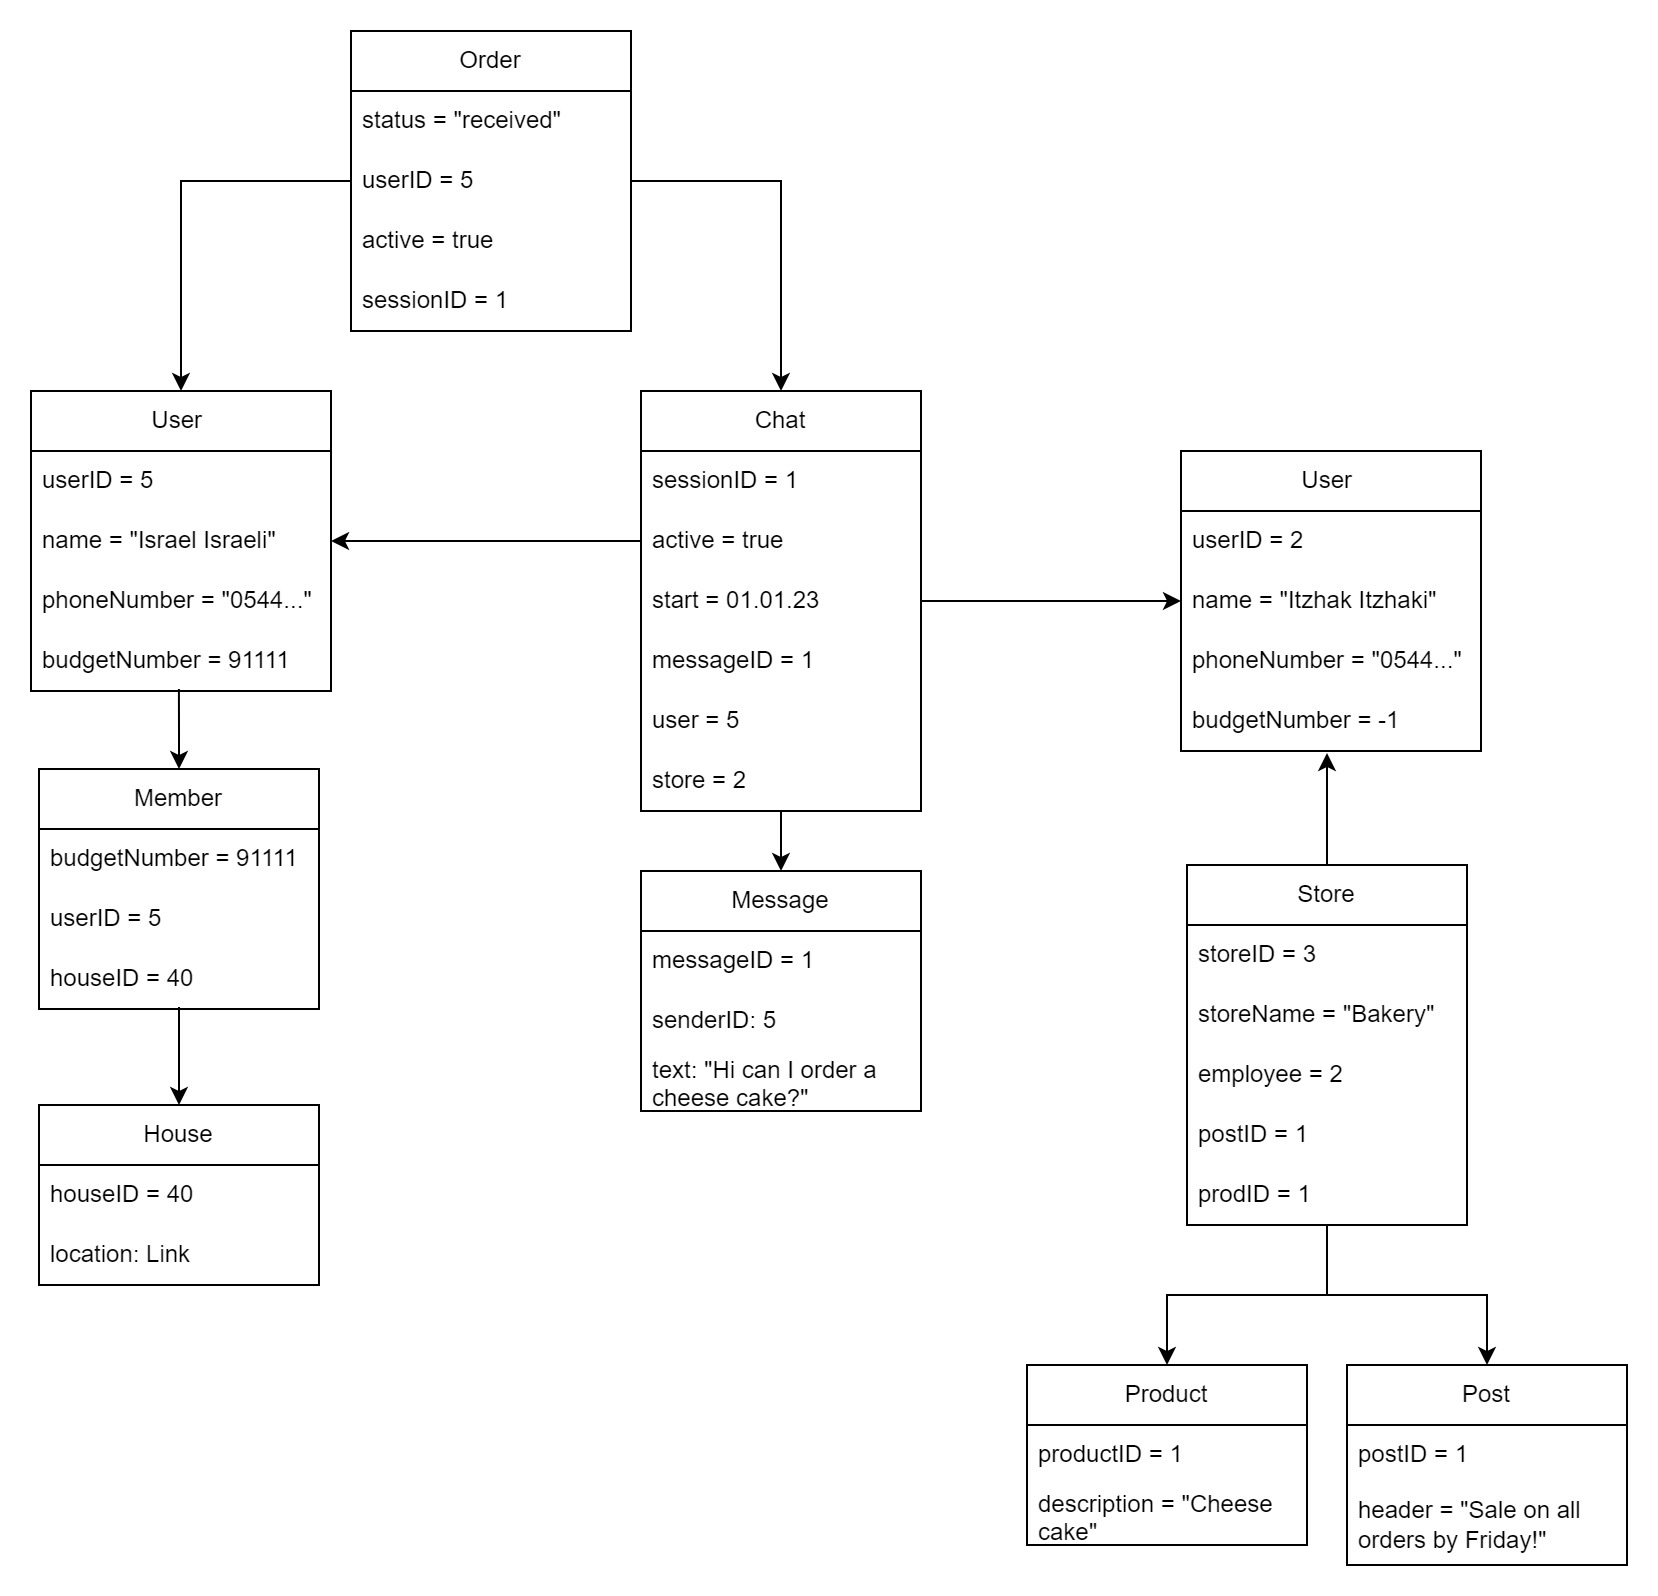 Order
status = "received"
userID = 5
active = true
sessionID = 1
User
userID = 5
name = "Israel Israeli"
phoneNumber = "0544..."
budgetNumber = 91111
Chat
sessionID = 1
active = true
start = 01.01.23
messageID = 1
user = 5
store = 2
User
userID = 2
name = "Itzhak Itzhaki"
phoneNumber = "0544..."
budgetNumber = -1
Member
budgetNumber = 91111
userID = 5
houseID = 40
Message
messageID = 1
senderID: 5
text: "Hi can I order a
cheese cake?"
Store
storeID = 3
storeName = "Bakery"
employee = 2
postID = 1
prodID = 1
House
houseID = 40
location: Link
Product
productID = 1
description = "Cheese
cake"
Post
postID = 1
header = "Sale on all
orders by Friday!"